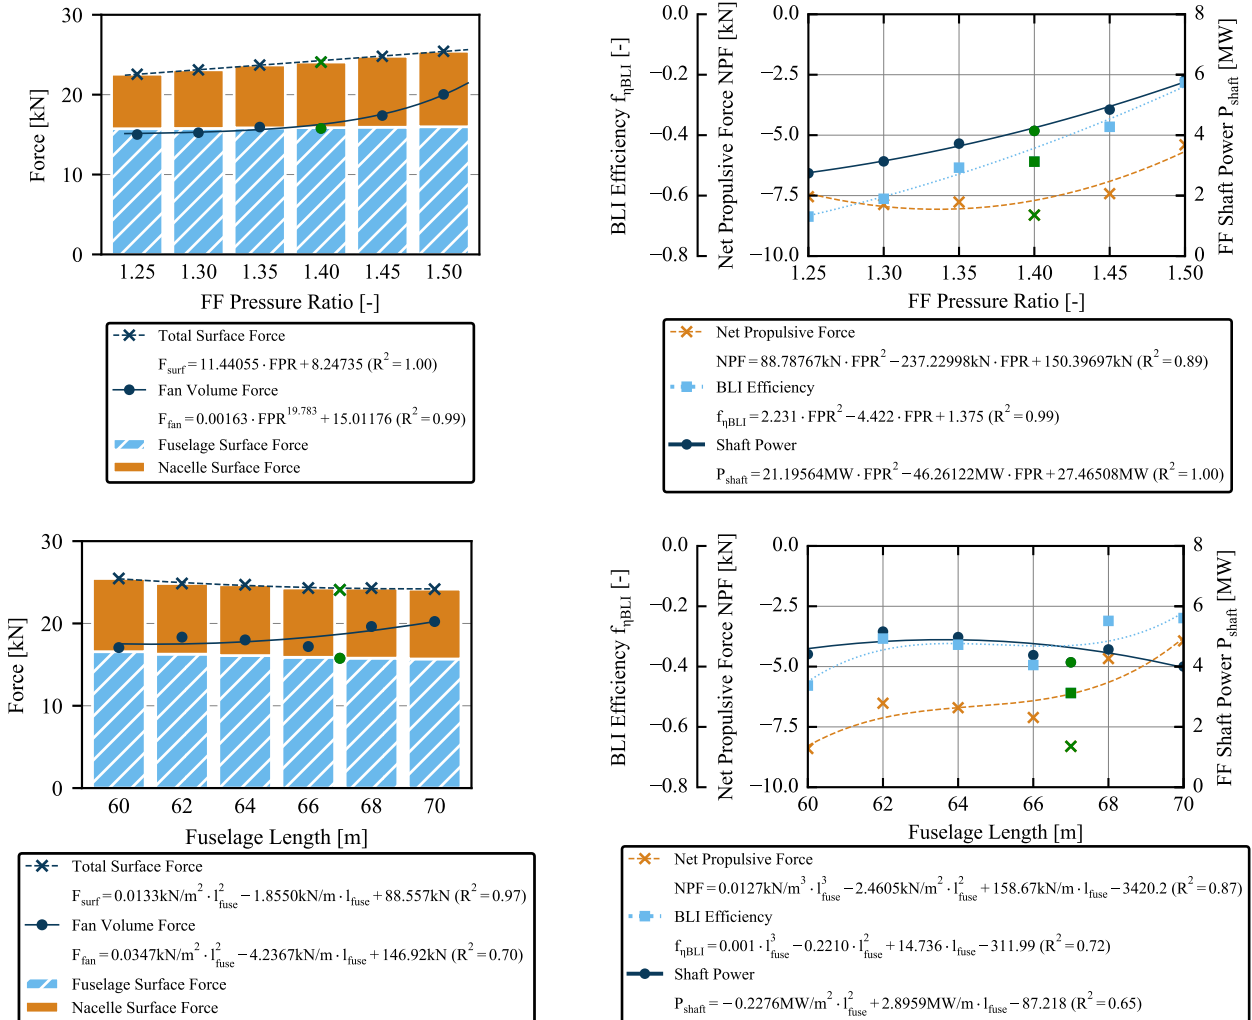 30
20
10
0
Force [kN]
1.25 1.30 1.35 1.40 1.45 1.50
FF Pressure Ratio [-]
Total Surface Force
F_surf = 11.44055 · FPR + 8.24735 (R² = 1.00)
Fan Volume Force
F_fan = 0.00163 · FPR^19.783 + 15.01176 (R² = 0.99)
Fuselage Surface Force
Nacelle Surface Force
0.0
−0.2
−0.4
−0.6
−0.8
BLI Efficiency f_ηBLI [-]
Net Propulsive Force NPF [kN]
0.0
−2.5
−5.0
−7.5
−10.0
8
6
4
2
0
FF Shaft Power P_shaft [MW]
1.25 1.30 1.35 1.40 1.45 1.50
FF Pressure Ratio [-]
Net Propulsive Force
NPF = 88.78767kN · FPR² − 237.22998kN · FPR + 150.39697kN (R² = 0.89)
BLI Efficiency
f_ηBLI = 2.231 · FPR² − 4.422 · FPR + 1.375 (R² = 0.99)
Shaft Power
P_shaft = 21.19564MW · FPR² − 46.26122MW · FPR + 27.46508MW (R² = 1.00)
30
20
10
0
Force [kN]
60 62 64 66 68 70
Fuselage Length [m]
Total Surface Force
F_surf = 0.0133kN/m² · l²_fuse − 1.8550kN/m · l_fuse + 88.557kN (R² = 0.97)
Fan Volume Force
F_fan = 0.0347kN/m² · l²_fuse − 4.2367kN/m · l_fuse + 146.92kN (R² = 0.70)
Fuselage Surface Force
Nacelle Surface Force
0.0
−0.2
−0.4
−0.6
−0.8
BLI Efficiency f_ηBLI [-]
Net Propulsive Force NPF [kN]
0.0
−2.5
−5.0
−7.5
−10.0
8
6
4
2
0
FF Shaft Power P_shaft [MW]
60 62 64 66 68 70
Fuselage Length [m]
Net Propulsive Force
NPF = 0.0127kN/m³ · l³_fuse − 2.4605kN/m² · l²_fuse + 158.67kN/m · l_fuse − 3420.2 (R² = 0.87)
BLI Efficiency
f_ηBLI = 0.001 · l³_fuse − 0.2210 · l²_fuse + 14.736 · l_fuse − 311.99 (R² = 0.72)
Shaft Power
P_shaft = −0.2276MW/m² · l²_fuse + 2.8959MW/m · l_fuse − 87.218 (R² = 0.65)